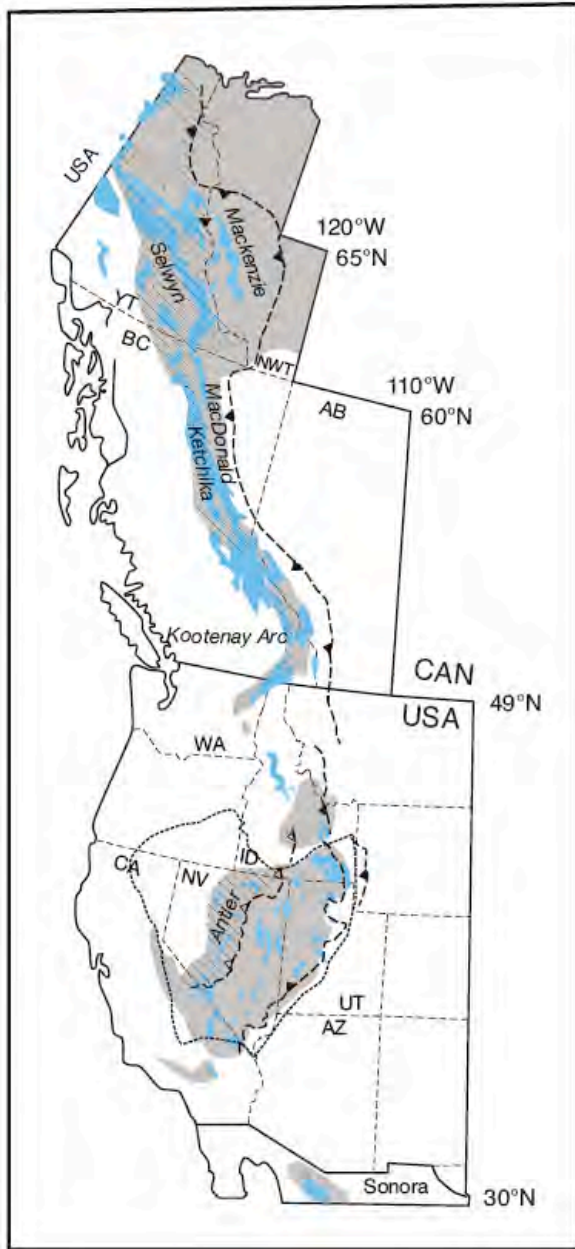 USA
120°W
65°N
Mackenzie
Selwyn
YT
BC
NWT
110°W
60°N
AB
MacDonald
Ketchika
Kootenay Arc
CAN
USA
49°N
WA
ID
CA
NV
Antler
UT
AZ
Sonora
30°N